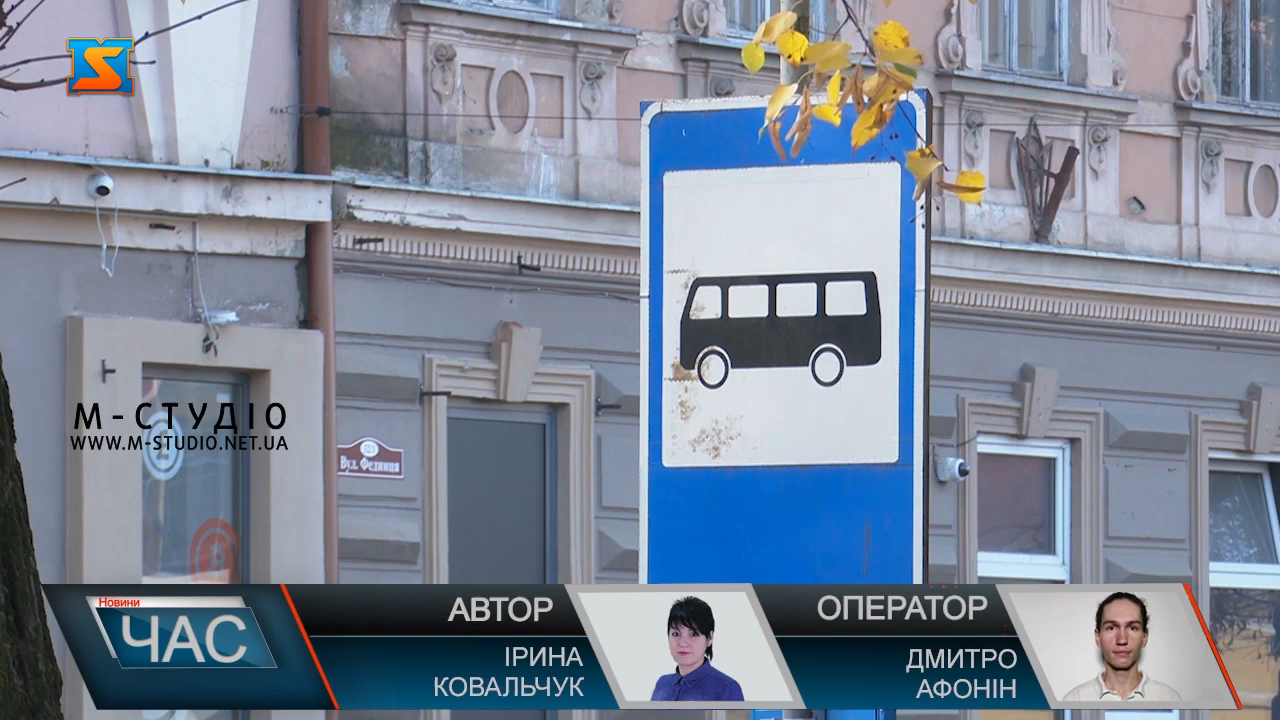 М-СТУДІО
WWW.M-STUDIO.NET.UA
Вул. Фединця
Новини
ЧАС
АВТОР
ІРИНА
КОВАЛЬЧУК
ОПЕРАТОР
ДМИТРО
АФОНІН